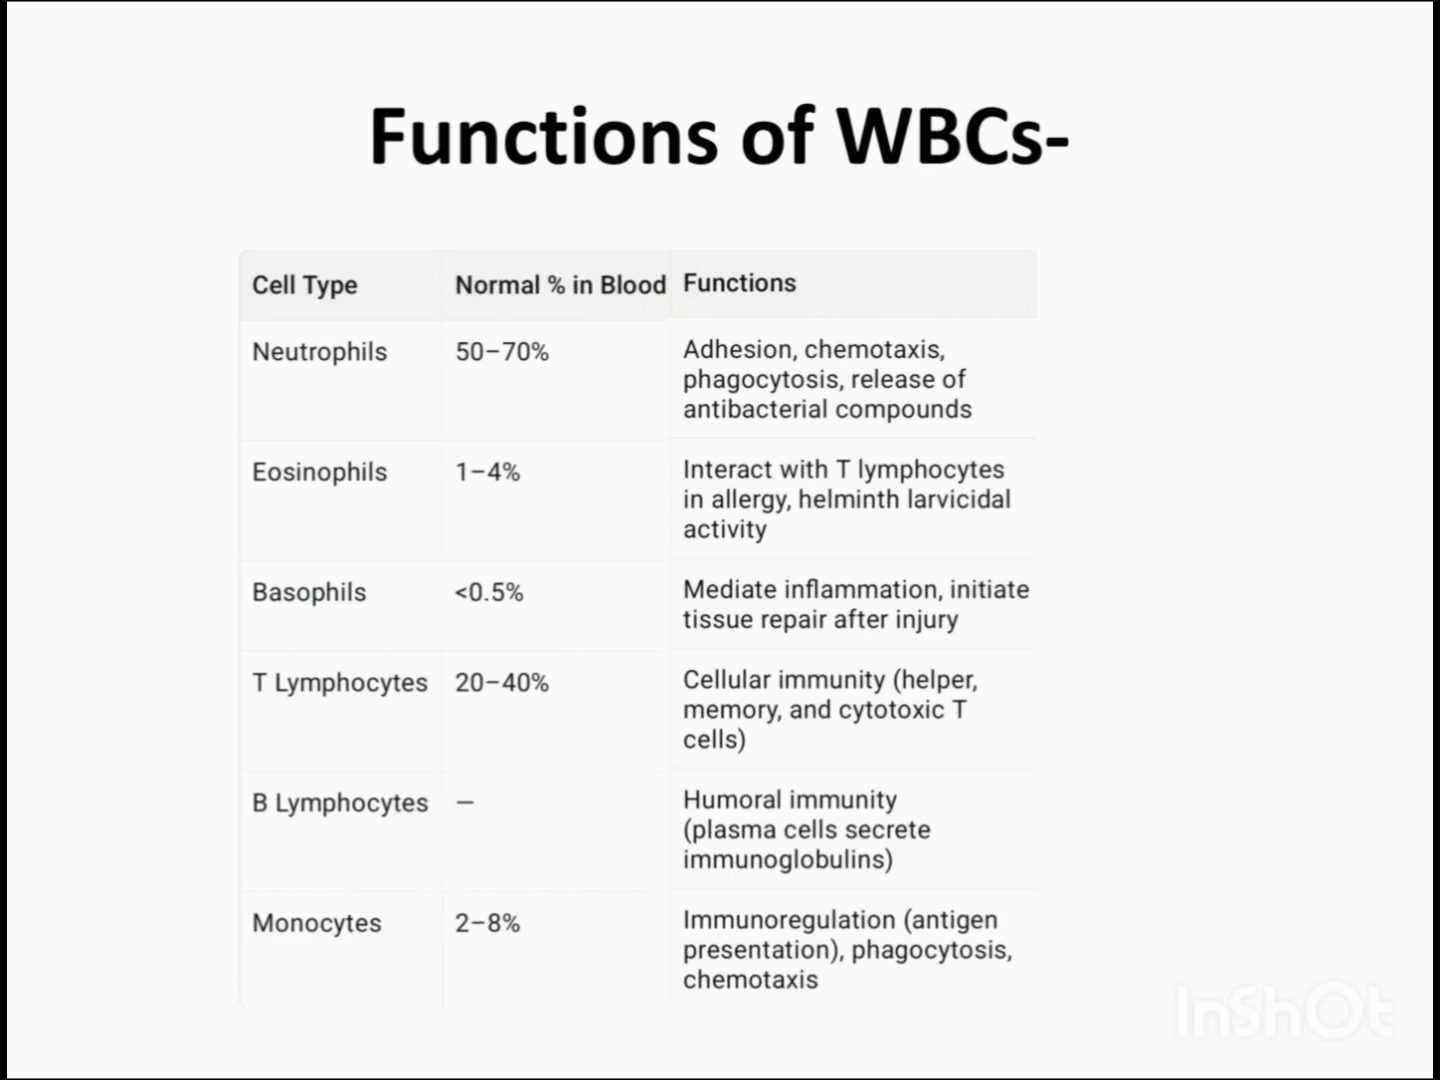 Functions of WBCs-
Cell Type Normal % in Blood Functions
Neutrophils 50–70% Adhesion, chemotaxis,
phagocytosis, release of
antibacterial compounds
Eosinophils 1–4% Interact with T lymphocytes
in allergy, helminth larvicidal
activity
Basophils <0.5% Mediate inflammation, initiate
tissue repair after injury
T Lymphocytes 20–40% Cellular immunity (helper,
memory, and cytotoxic T
cells)
B Lymphocytes – Humoral immunity
(plasma cells secrete
immunoglobulins)
Monocytes 2–8% Immunoregulation (antigen
presentation), phagocytosis,
chemotaxis
InShOt